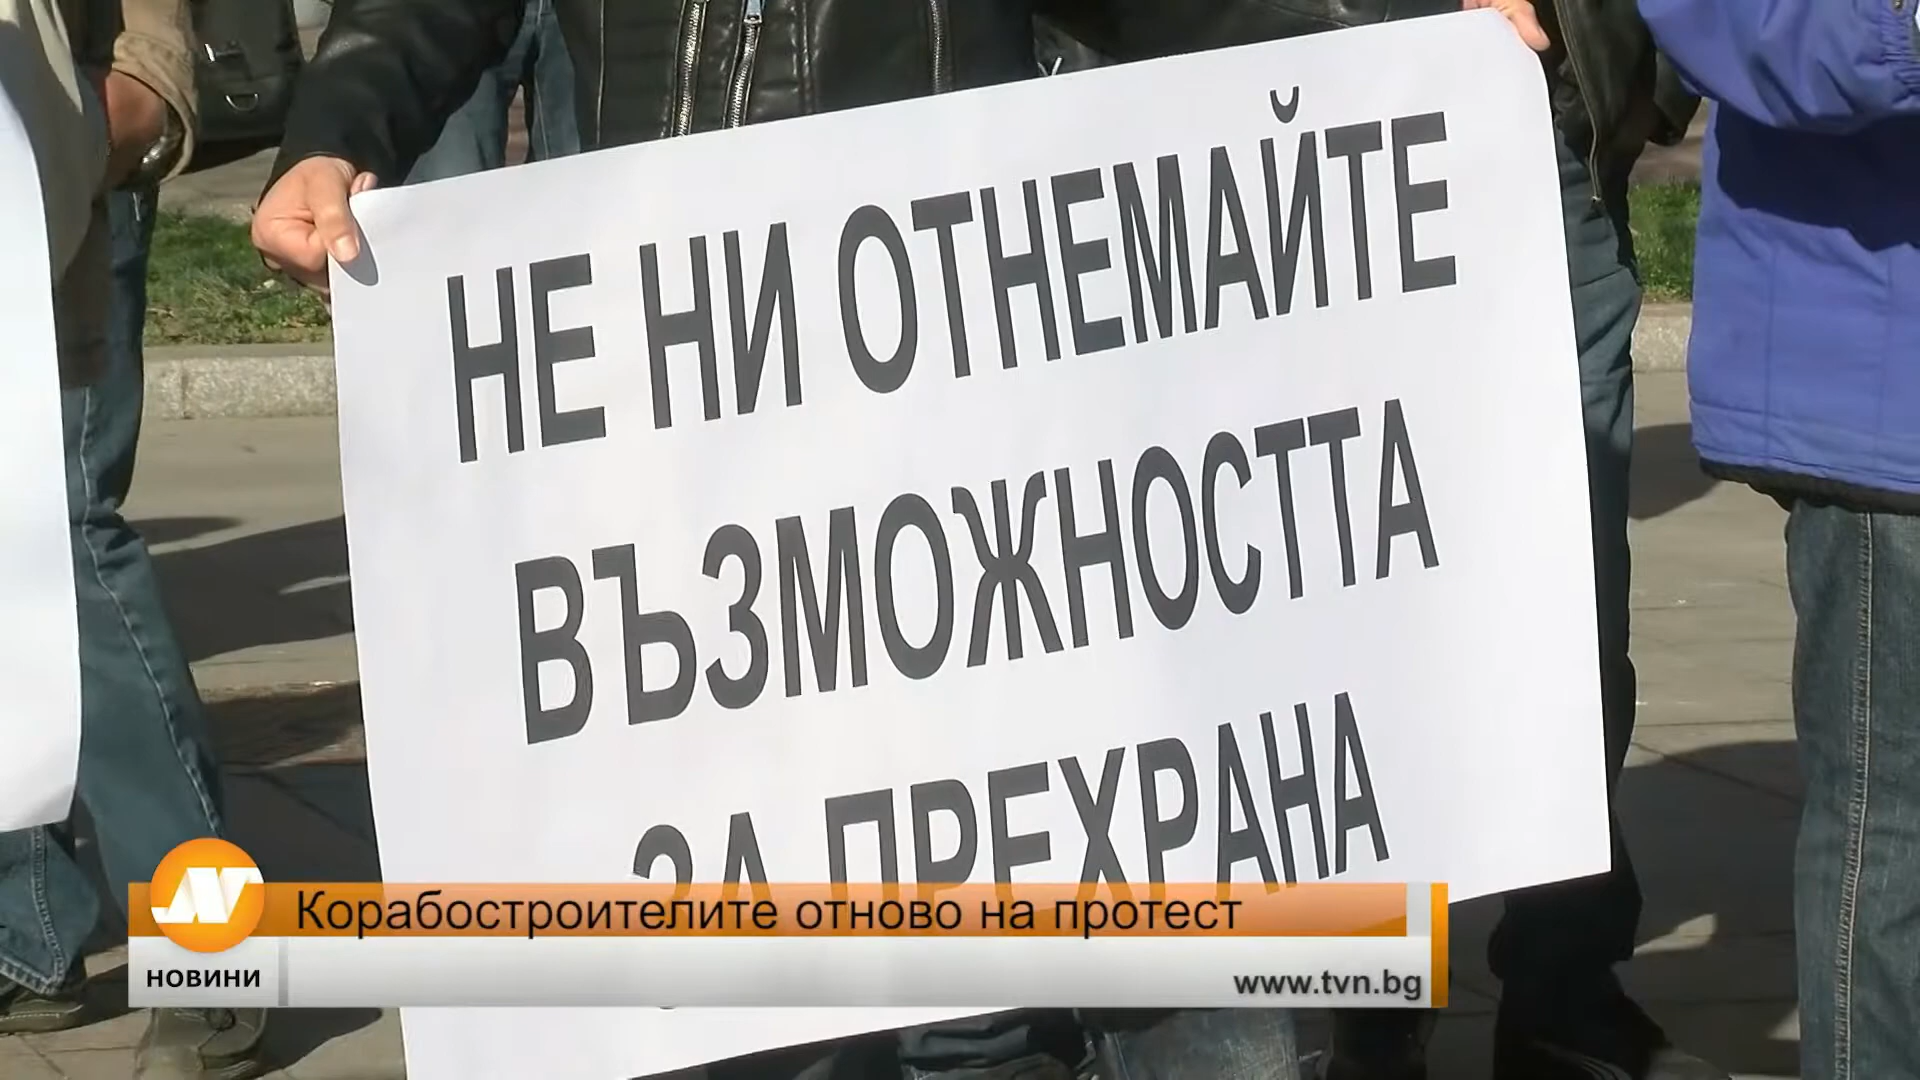 НЕ НИ ОТНЕМАЙТЕ
ВЪЗМОЖНОСТТА
ЗА ПРЕХРАНА
Корабостроителите отново на протест
НОВИНИ
www.tvn.bg